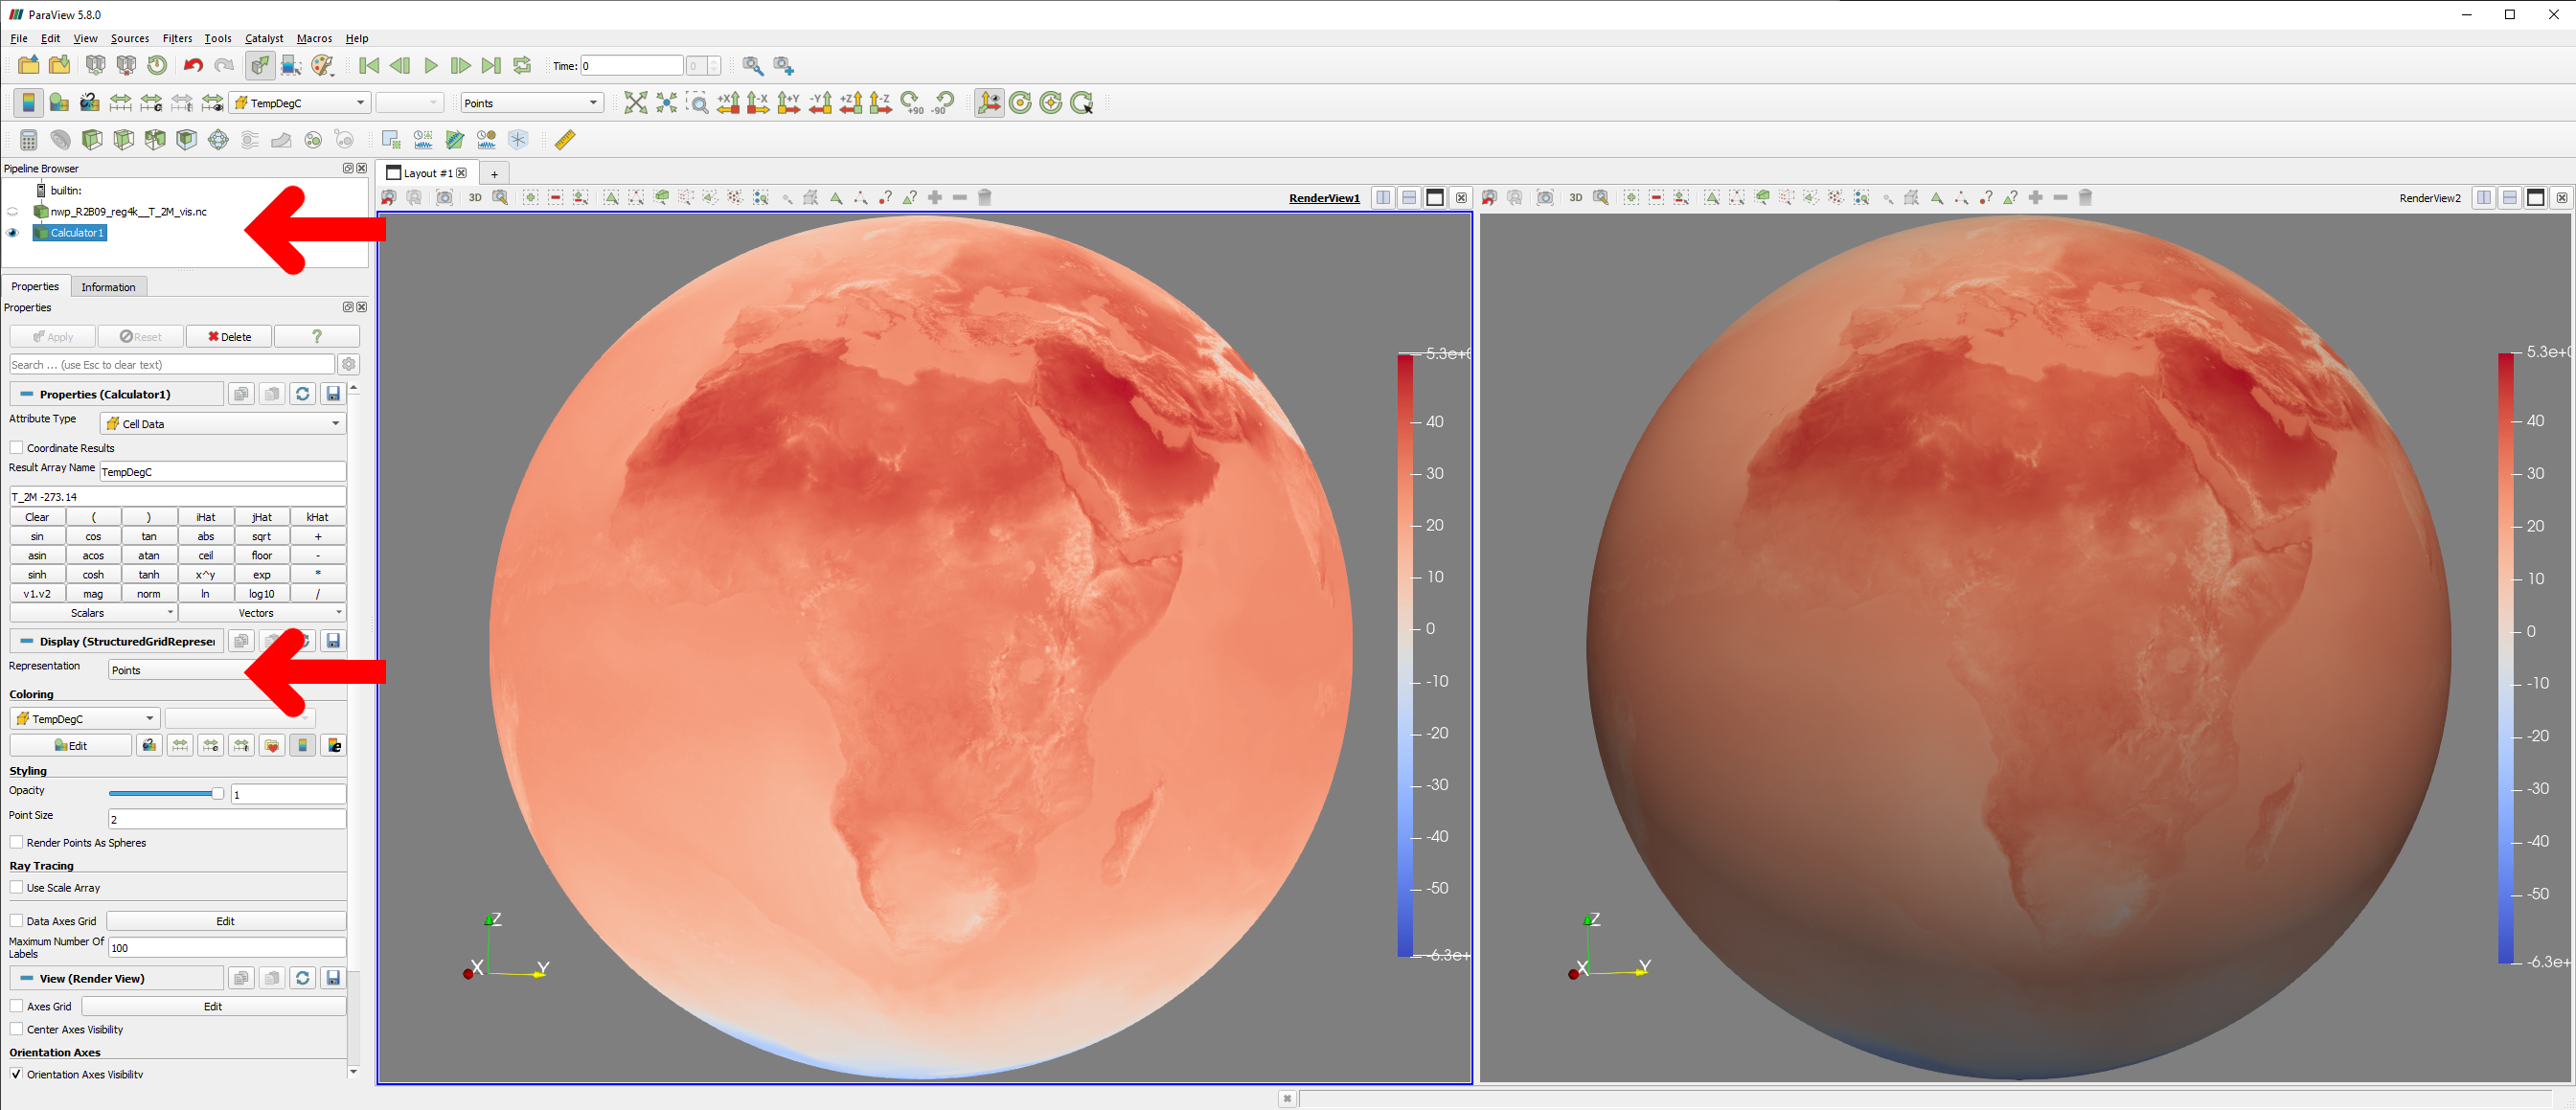 ParaView 5.8.0
File Edit View Sources Filters Tools Catalyst Macros Help
Time: 0 0
TempDegC Points +X -X +Y -Y +Z -Z +90 -90
Pipeline Browser
builtin:
nwp_R2B09_reg4k__T_2M_vis.nc
Calculator1
Properties Information
Properties
Apply Reset Delete ?
Search ... (use Esc to clear text)
Properties (Calculator1)
Attribute Type Cell Data
Coordinate Results
Result Array Name TempDegC
T_2M -273.14
Clear ( ) iHat jHat kHat
sin cos tan abs sqrt +
asin acos atan ceil floor -
sinh cosh tanh x^y exp *
v1.v2 mag norm ln log10 /
Scalars Vectors
Display (StructuredGridRepreser
Representation Points
Coloring
TempDegC
Edit
Styling
Opacity 1
Point Size 2
Render Points As Spheres
Ray Tracing
Use Scale Array
Data Axes Grid Edit
Maximum Number Of
Labels 100
View (Render View)
Axes Grid Edit
Center Axes Visibility
Orientation Axes
Orientation Axes Visibility
Layout #1 +
3D RenderView1
5.3e+0
40
30
20
10
0
-10
-20
-30
-40
-50
-6.3e+
Z
X Y
3D RenderView2
5.3e+0
40
30
20
10
0
-10
-20
-30
-40
-50
-6.3e+
Z
X Y